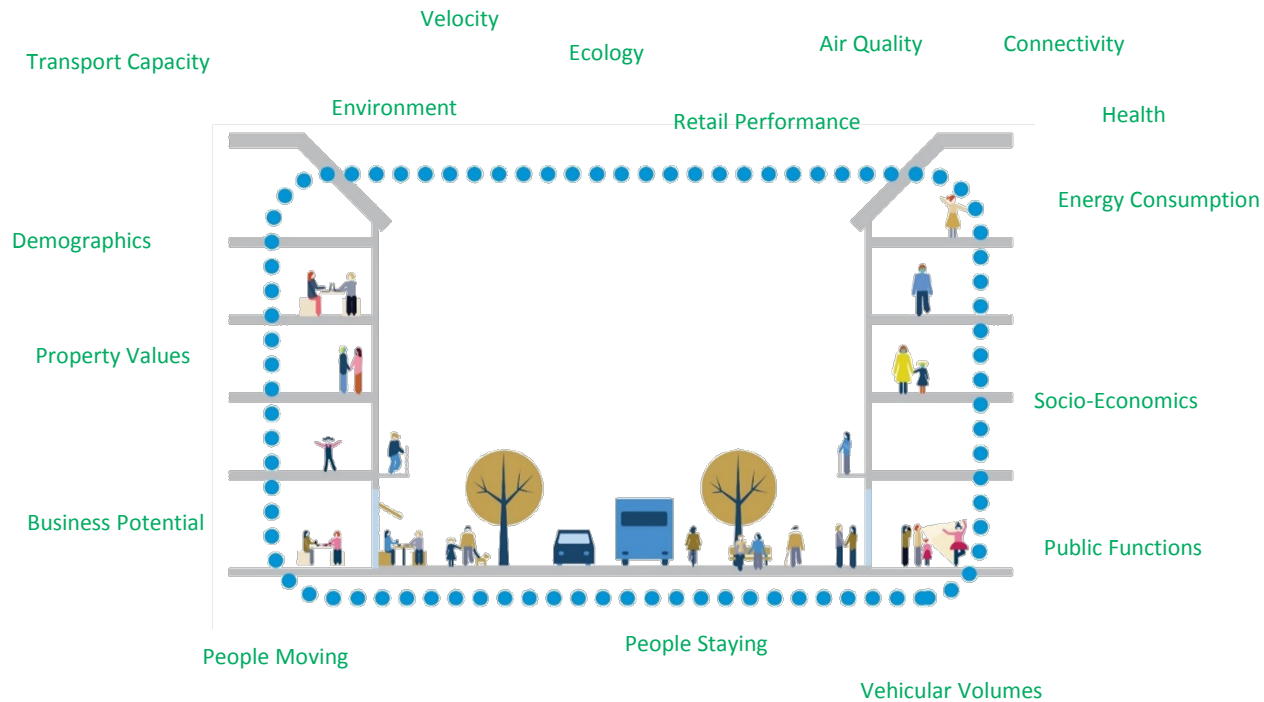 Velocity
Ecology
Air Quality
Connectivity
Transport Capacity
Environment
Retail Performance
Health
Energy Consumption
Demographics
Property Values
Socio-Economics
Business Potential
Public Functions
People Moving
People Staying
Vehicular Volumes